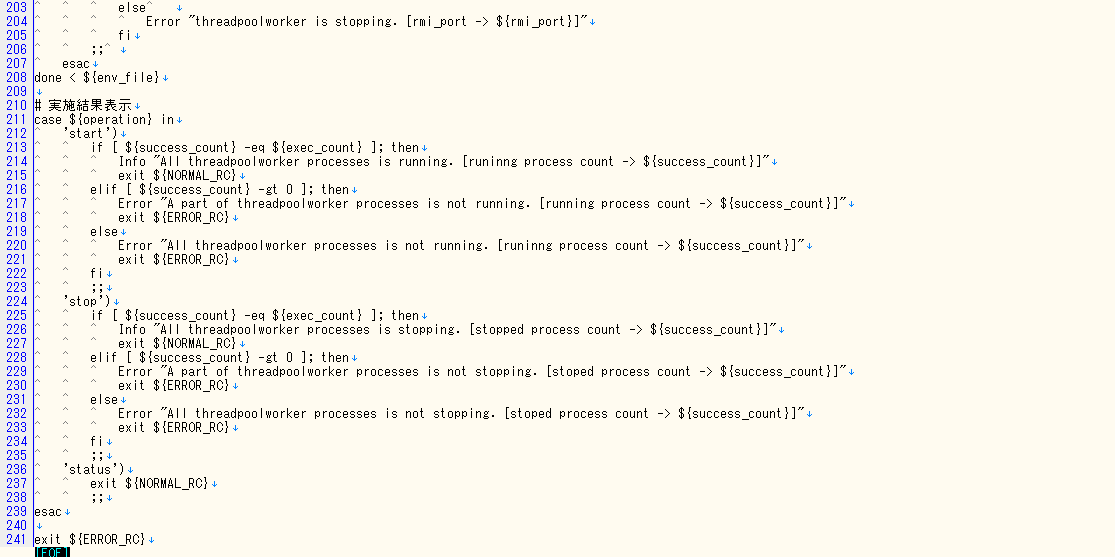 203 else
204 Error "threadpoolworker is stopping. [rmi_port -> ${rmi_port}]"↓
205 fi↓
206 ;; ↓
207 esac↓
208 done < ${env_file}↓
209 ↓
210 # 実施結果表示↓
211 case ${operation} in↓
212 'start')↓
213 if [ ${success_count} -eq ${exec_count} ]; then↓
214 Info "All threadpoolworker processes is running. [runinng process count -> ${success_count}]"↓
215 exit ${NORMAL_RC}↓
216 elif [ ${success_count} -gt 0 ]; then↓
217 Error "A part of threadpoolworker processes is not running. [running process count -> ${success_count}]"↓
218 exit ${ERROR_RC}↓
219 else↓
220 Error "All threadpoolworker processes is not running. [runinng process count -> ${success_count}]"↓
221 exit ${ERROR_RC}↓
222 fi↓
223 ;;↓
224 'stop')↓
225 if [ ${success_count} -eq ${exec_count} ]; then↓
226 Info "All threadpoolworker processes is stopping. [stopped process count -> ${success_count}]"↓
227 exit ${NORMAL_RC}↓
228 elif [ ${success_count} -gt 0 ]; then↓
229 Error "A part of threadpoolworker processes is not stopping. [stoped process count -> ${success_count}]"↓
230 exit ${ERROR_RC}↓
231 else↓
232 Error "All threadpoolworker processes is not stopping. [stoped process count -> ${success_count}]"↓
233 exit ${ERROR_RC}↓
234 fi↓
235 ;;↓
236 'status')↓
237 exit ${NORMAL_RC}↓
238 ;;↓
239 esac↓
240 ↓
241 exit ${ERROR_RC}↓
[EOF]